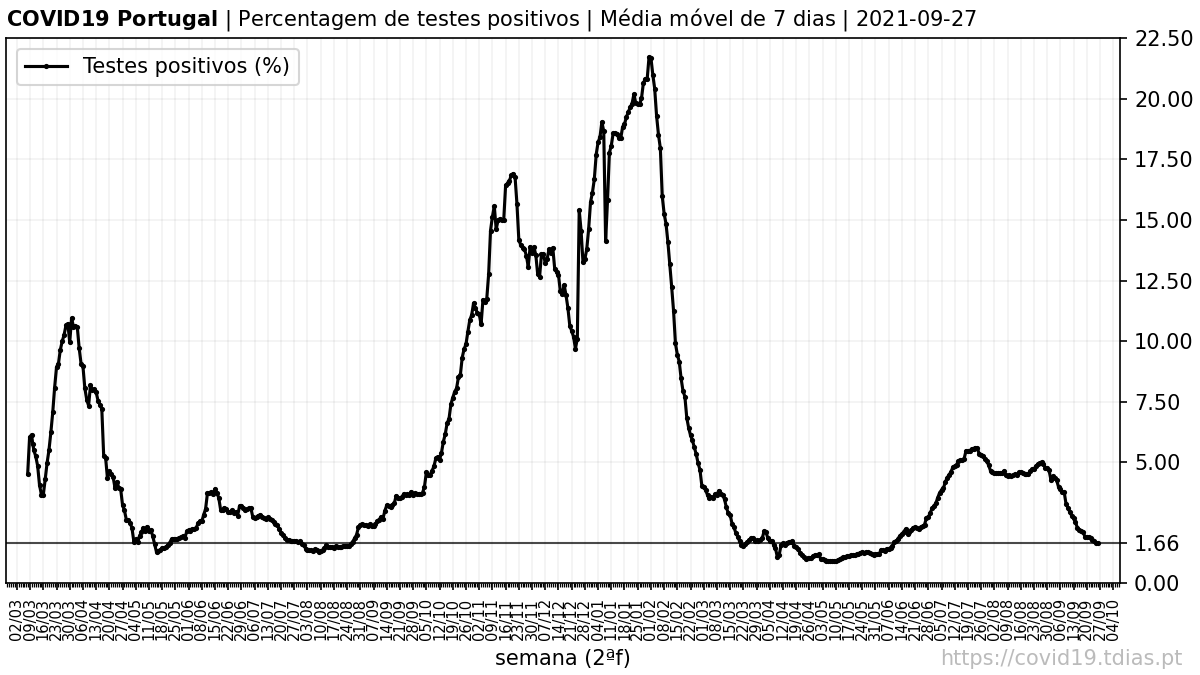 COVID19 Portugal | Percentagem de testes positivos | Média móvel de 7 dias | 2021-09-27
Testes positivos (%)
22.50
20.00
17.50
15.00
12.50
10.00
7.50
5.00
1.66
0.00
02/03 09/03 16/03 23/03 30/03 06/04 13/04 20/04 27/04 04/05 11/05 18/05 25/05 01/06 08/06 15/06 22/06 29/06 06/07 13/07 20/07 27/07 03/08 10/08 17/08 24/08 31/08 07/09 14/09 21/09 28/09 05/10 12/10 19/10 26/10 02/11 09/11 16/11 23/11 30/11 07/12 14/12 21/12 28/12 04/01 11/01 18/01 25/01 01/02 08/02 15/02 22/02 01/03 08/03 15/03 22/03 29/03 05/04 12/04 19/04 26/04 03/05 10/05 17/05 24/05 31/05 07/06 14/06 21/06 28/06 05/07 12/07 19/07 26/07 02/08 09/08 16/08 23/08 30/08 06/09 13/09 20/09 27/09 04/10
semana (2ªf)
https://covid19.tdias.pt